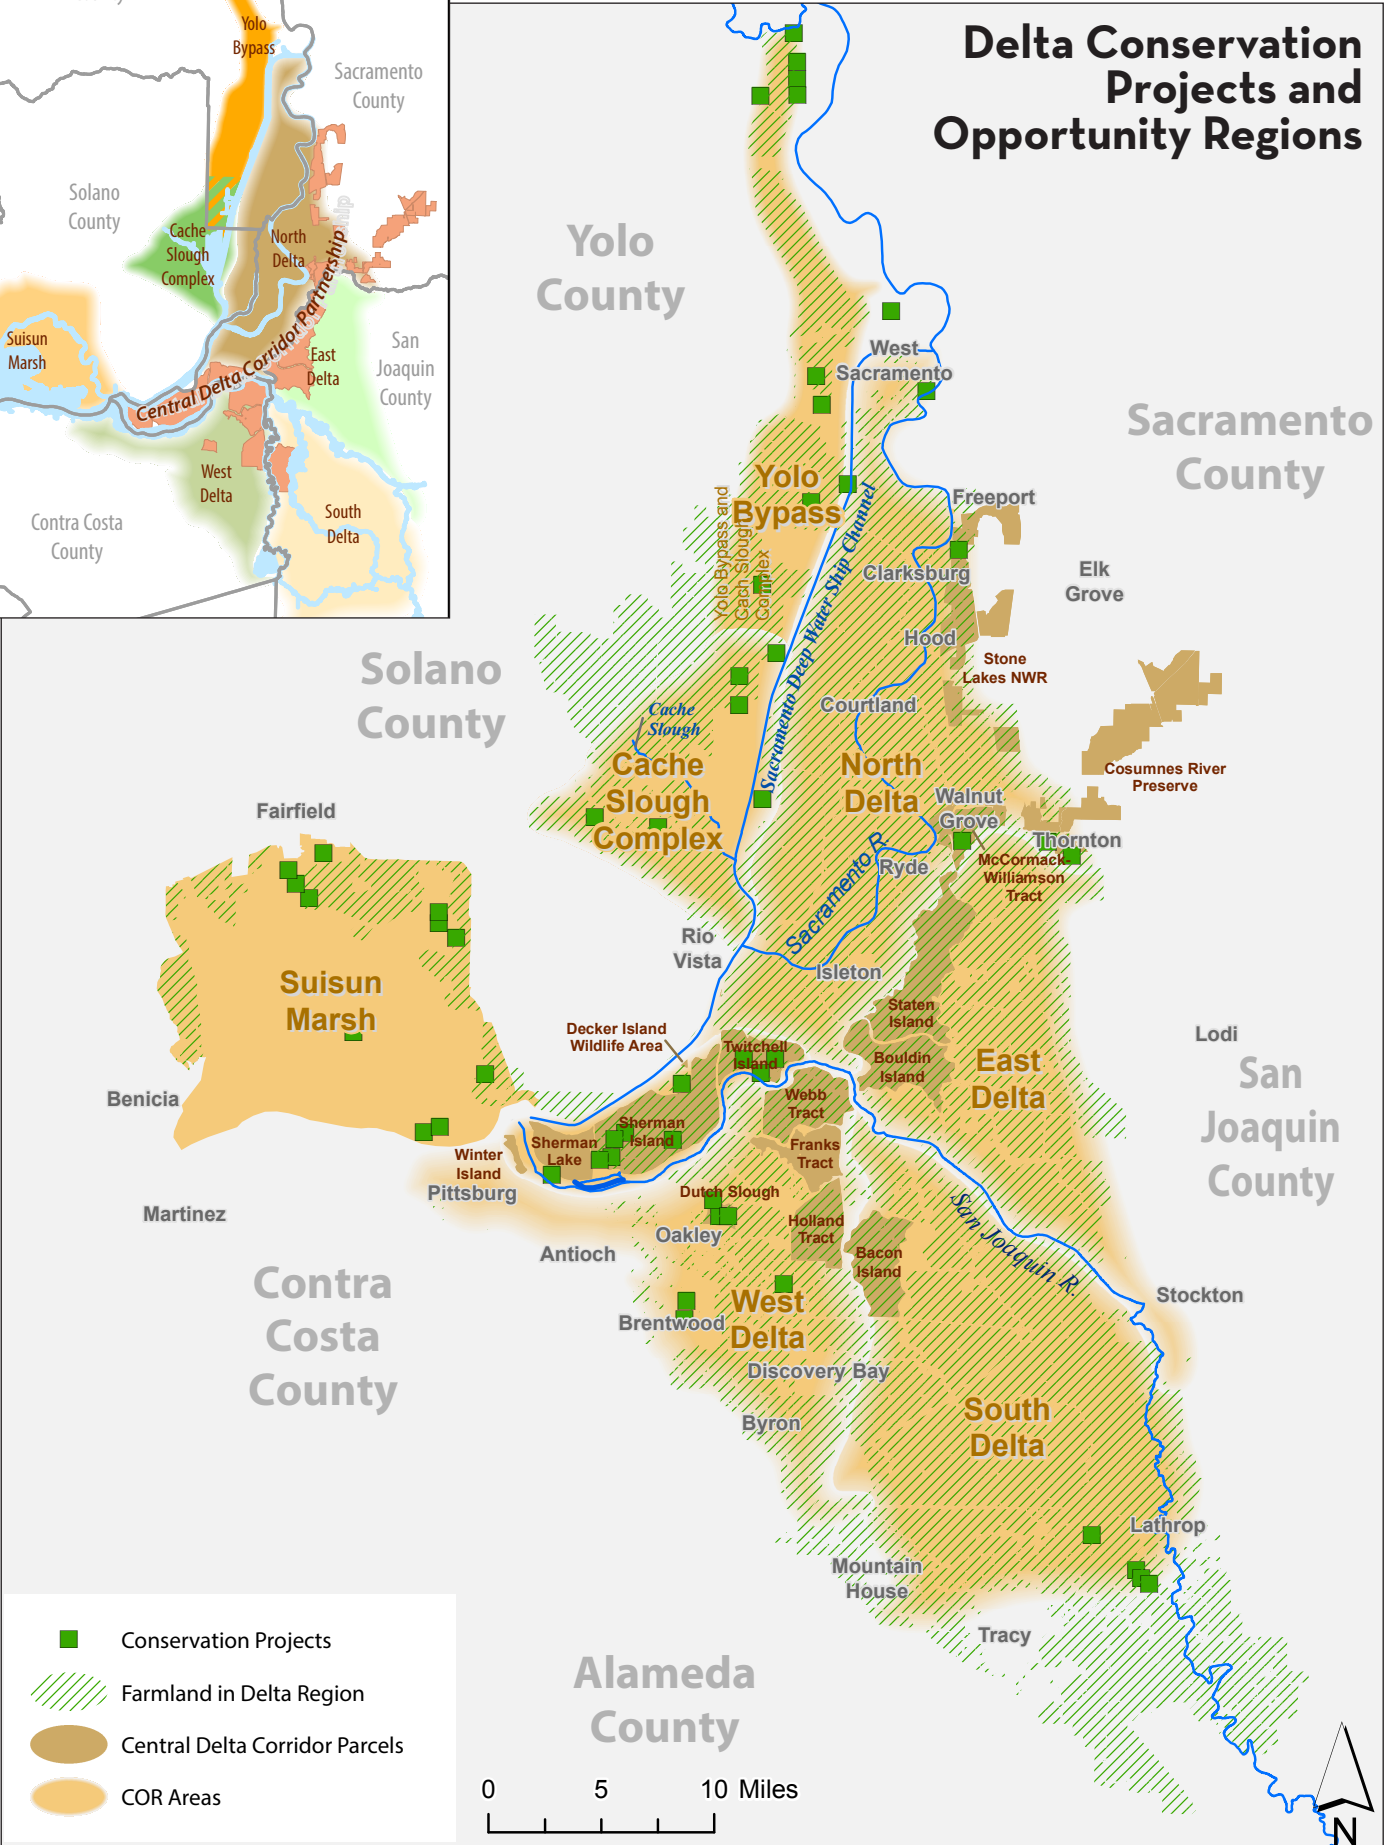 Delta Conservation
Projects and
Opportunity Regions
Yolo
Bypass
Sacramento
County
Solano
County
Cache
Slough
Complex
North
Delta
Suisun
Marsh
Central Delta Corridor Partnership
San
Joaquin
County
East
Delta
West
Delta
Contra Costa
County
South
Delta
Yolo
County
West
Sacramento
Sacramento
County
Yolo
Bypass
Yolo Bypass and
Cach Slough
Complex
Sacramento Deep Water Ship Channel
Freeport
Clarksburg
Elk
Grove
Hood
Stone
Lakes NWR
Solano
County
Courtland
Cache
Slough
Cache
Slough
Complex
North
Delta
Cosumnes River
Preserve
Walnut
Grove
Thornton
Fairfield
McCormack-
Williamson
Tract
Ryde
Sacramento R.
Rio
Vista
Isleton
Suisun
Marsh
Staten
Island
Decker Island
Wildlife Area
Twitchell
Island
Bouldin
Island
East
Delta
Lodi
San
Joaquin
County
Benicia
Webb
Tract
Sherman
Island
Sherman
Lake
Franks
Tract
Winter
Island
Pittsburg
Dutch Slough
Martinez
Oakley
Holland
Tract
San Joaquin R.
Antioch
Bacon
Island
Contra
Costa
County
Stockton
West
Delta
Brentwood
Discovery Bay
Byron
South
Delta
Lathrop
Mountain
House
Tracy
Alameda
County
Conservation Projects
Farmland in Delta Region
Central Delta Corridor Parcels
COR Areas
0 5 10 Miles
N